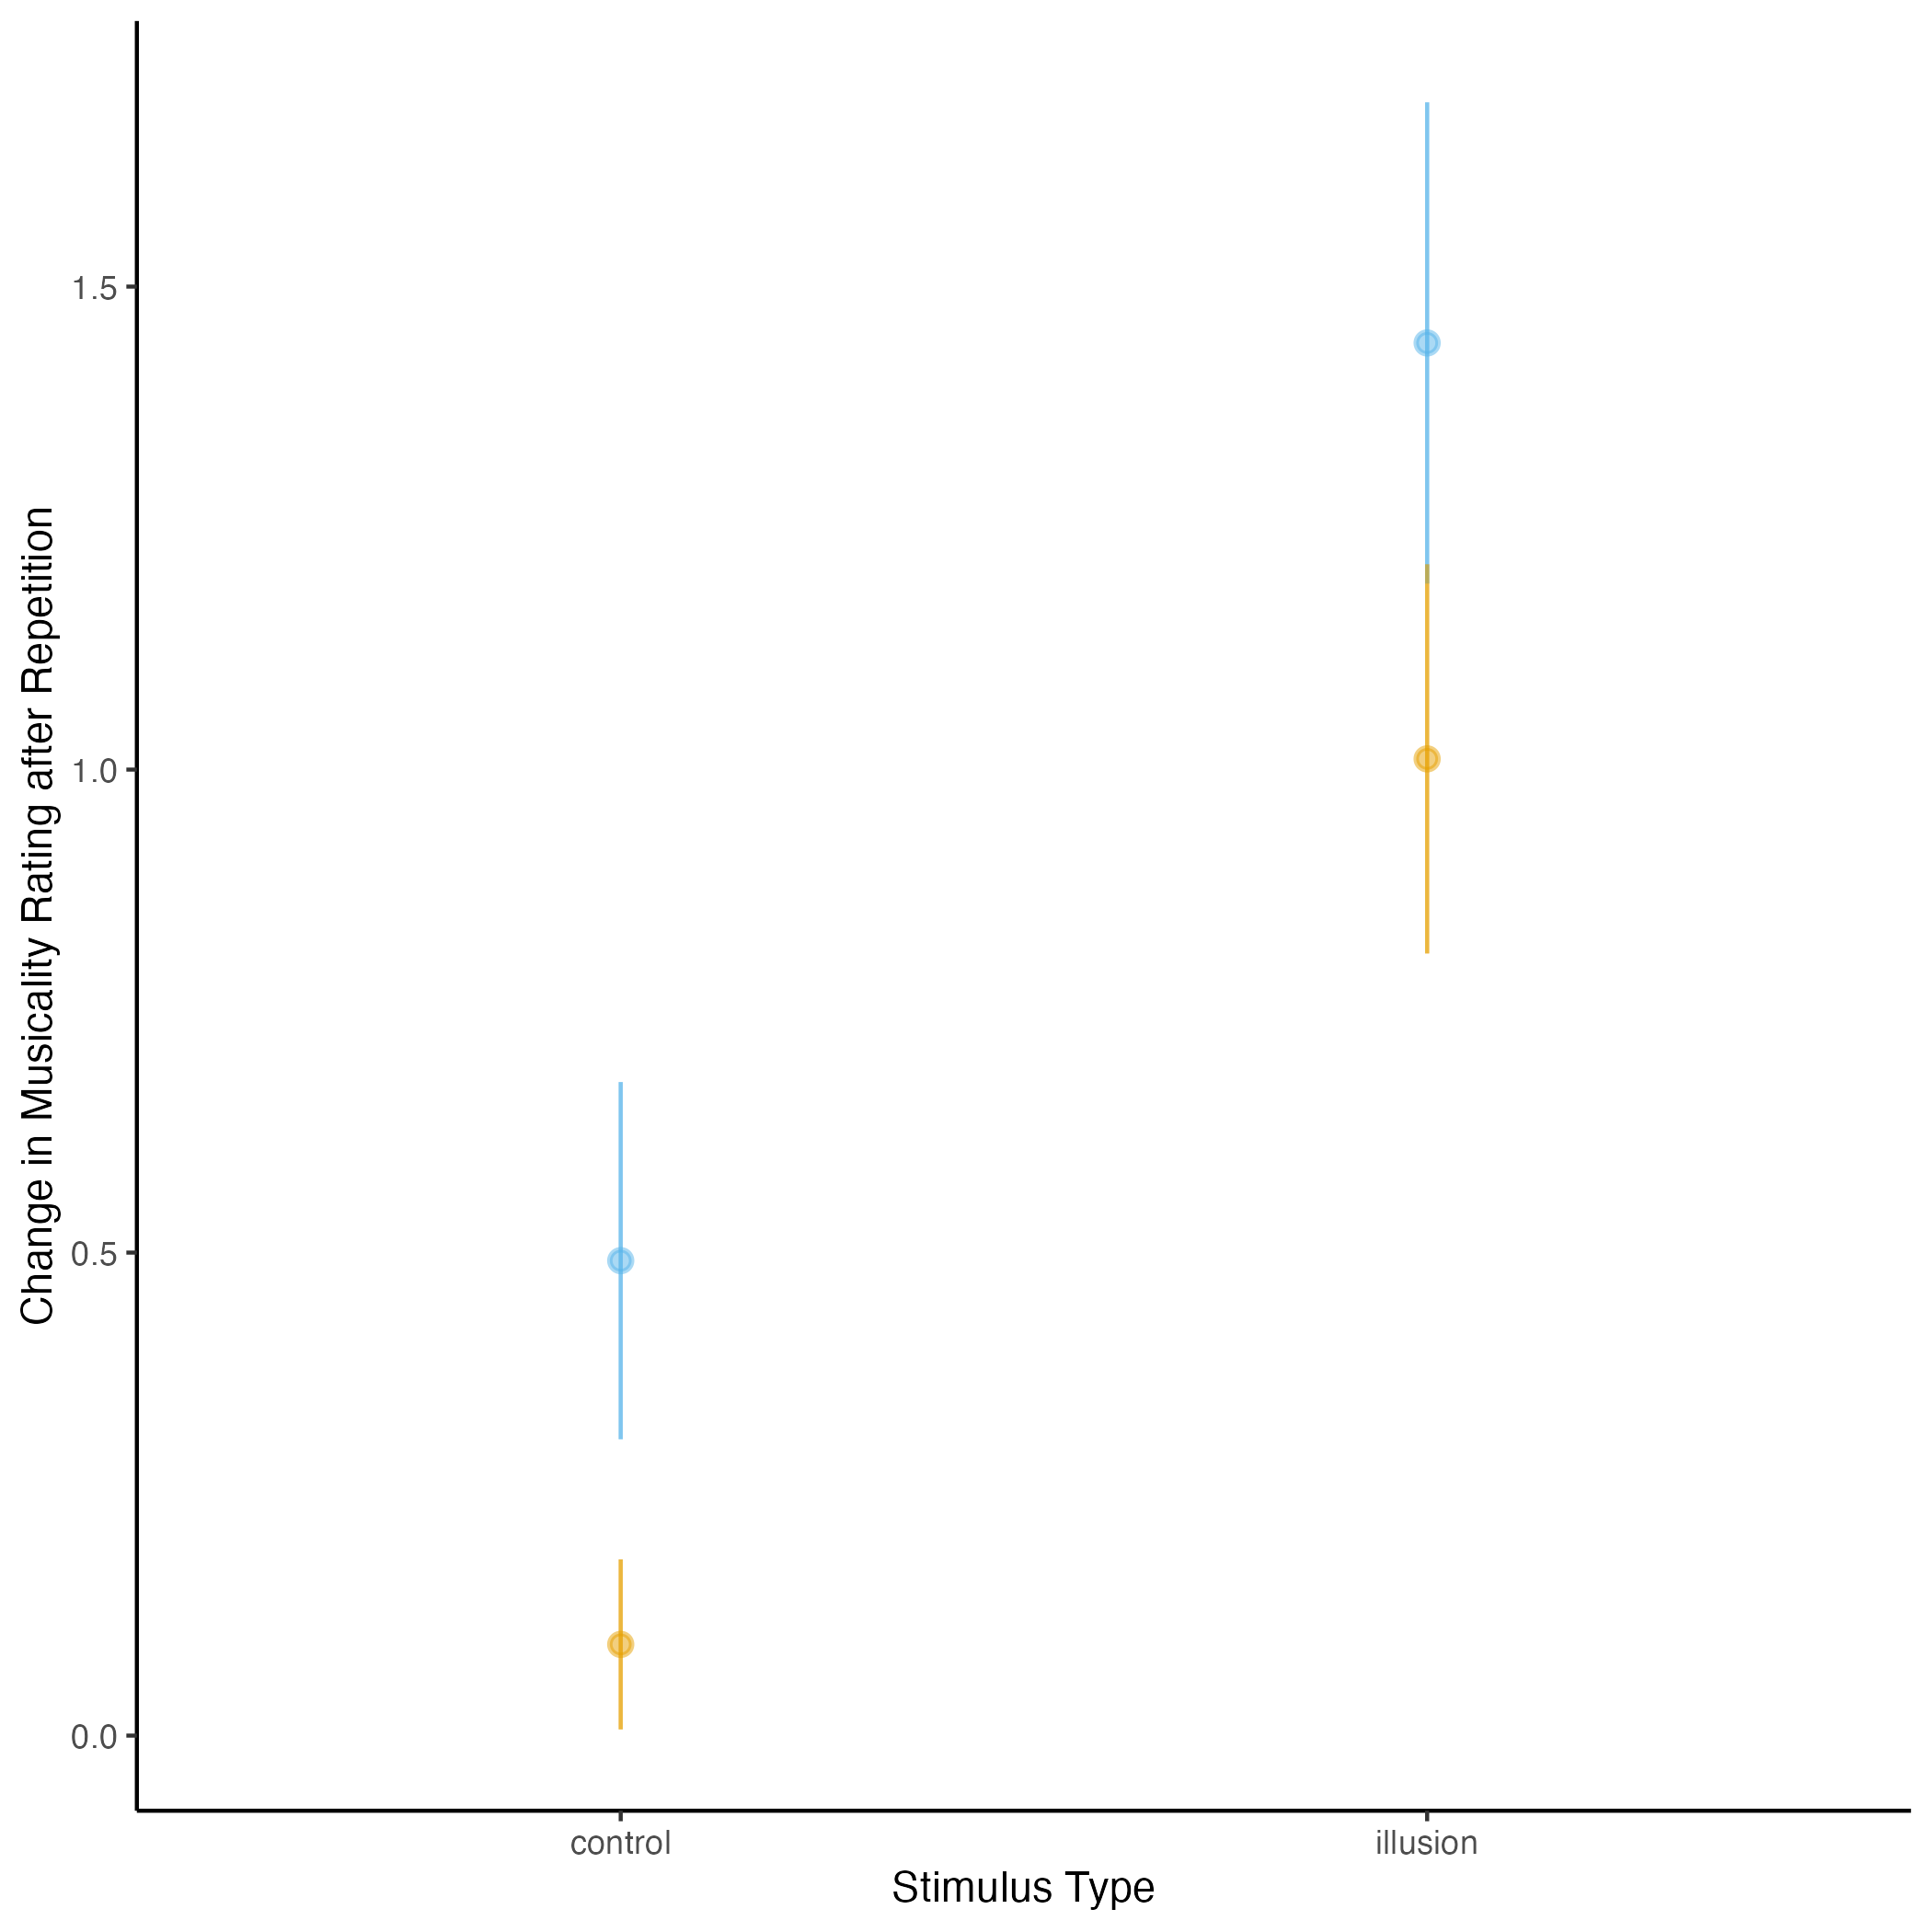 Change in Musicality Rating after Repetition
1.5
1.0
0.5
0.0
control
illusion
Stimulus Type